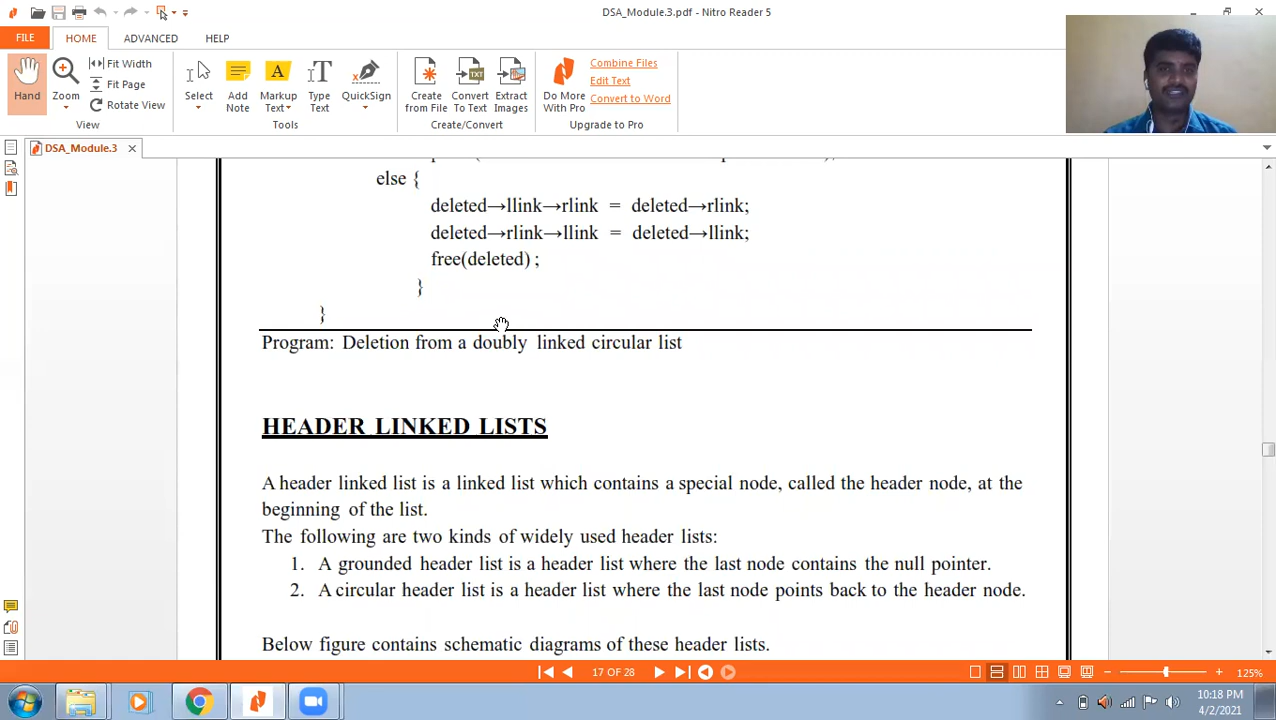 DSA_Module.3.pdf - Nitro Reader 5
FILE
HOME
ADVANCED
HELP
Hand
Zoom
Fit Width
Fit Page
Rotate View
View
Select
Add Note
Markup Text
Type Text
QuickSign
Tools
Create from File
Convert To Text
Extract Images
Create/Convert
Do More With Pro
Combine Files
Edit Text
Convert to Word
Upgrade to Pro
DSA_Module.3
else {
deleted→llink→rlink = deleted→rlink;
deleted→rlink→llink = deleted→llink;
free(deleted) ;
}
}
Program: Deletion from a doubly linked circular list
HEADER LINKED LISTS
A header linked list is a linked list which contains a special node, called the header node, at the
beginning of the list.
The following are two kinds of widely used header lists:
1. A grounded header list is a header list where the last node contains the null pointer.
2. A circular header list is a header list where the last node points back to the header node.
Below figure contains schematic diagrams of these header lists.
17 OF 28
125%
10:18 PM
4/2/2021